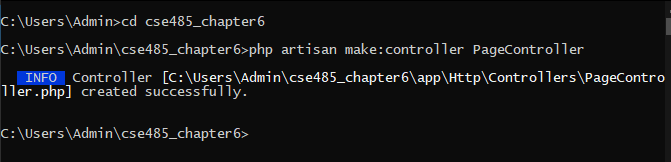 C:\Users\Admin>cd cse485_chapter6
C:\Users\Admin\cse485_chapter6>php artisan make:controller PageController
INFO Controller [C:\Users\Admin\cse485_chapter6\app\Http\Controllers\PageContro
ller.php] created successfully.
C:\Users\Admin\cse485_chapter6>